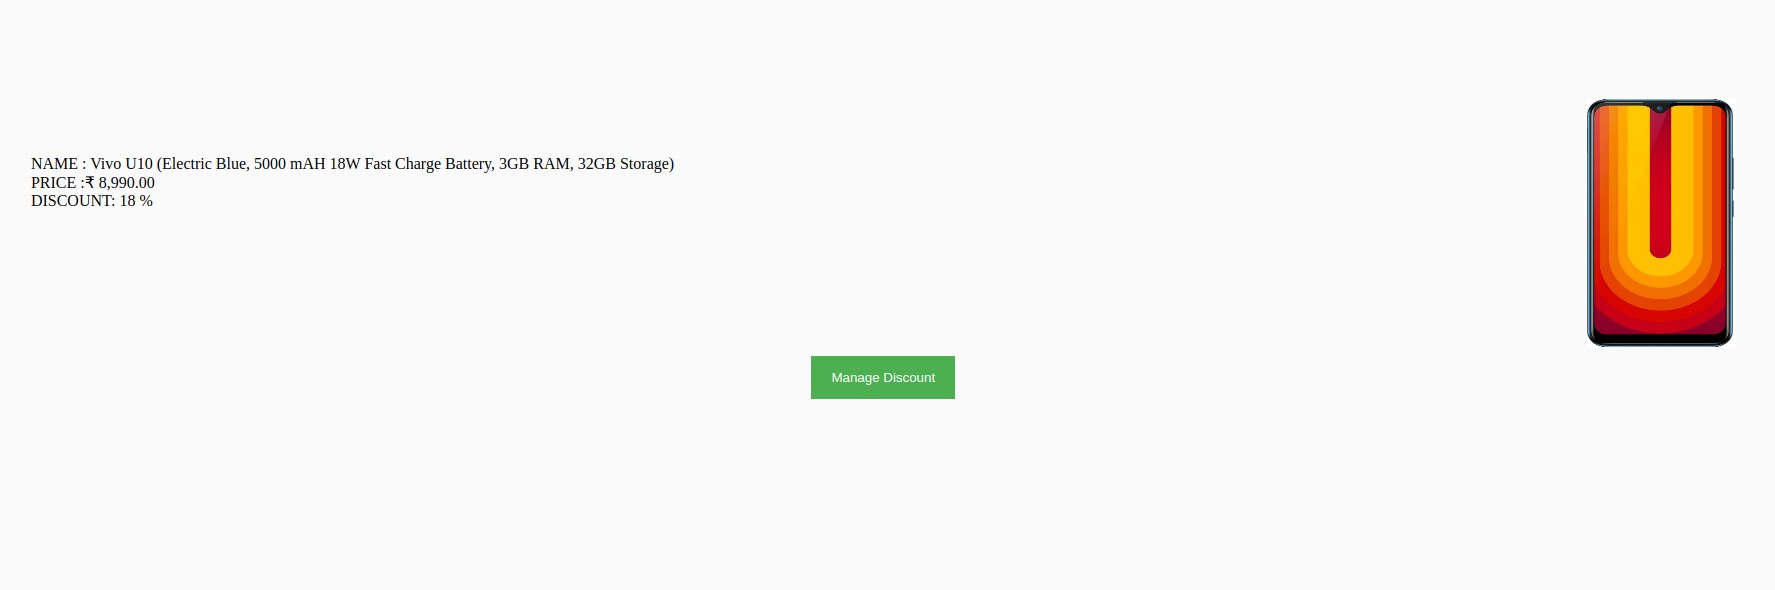 NAME : Vivo U10 (Electric Blue, 5000 mAH 18W Fast Charge Battery, 3GB RAM, 32GB Storage)
PRICE :₹ 8,990.00
DISCOUNT: 18 %
Manage Discount